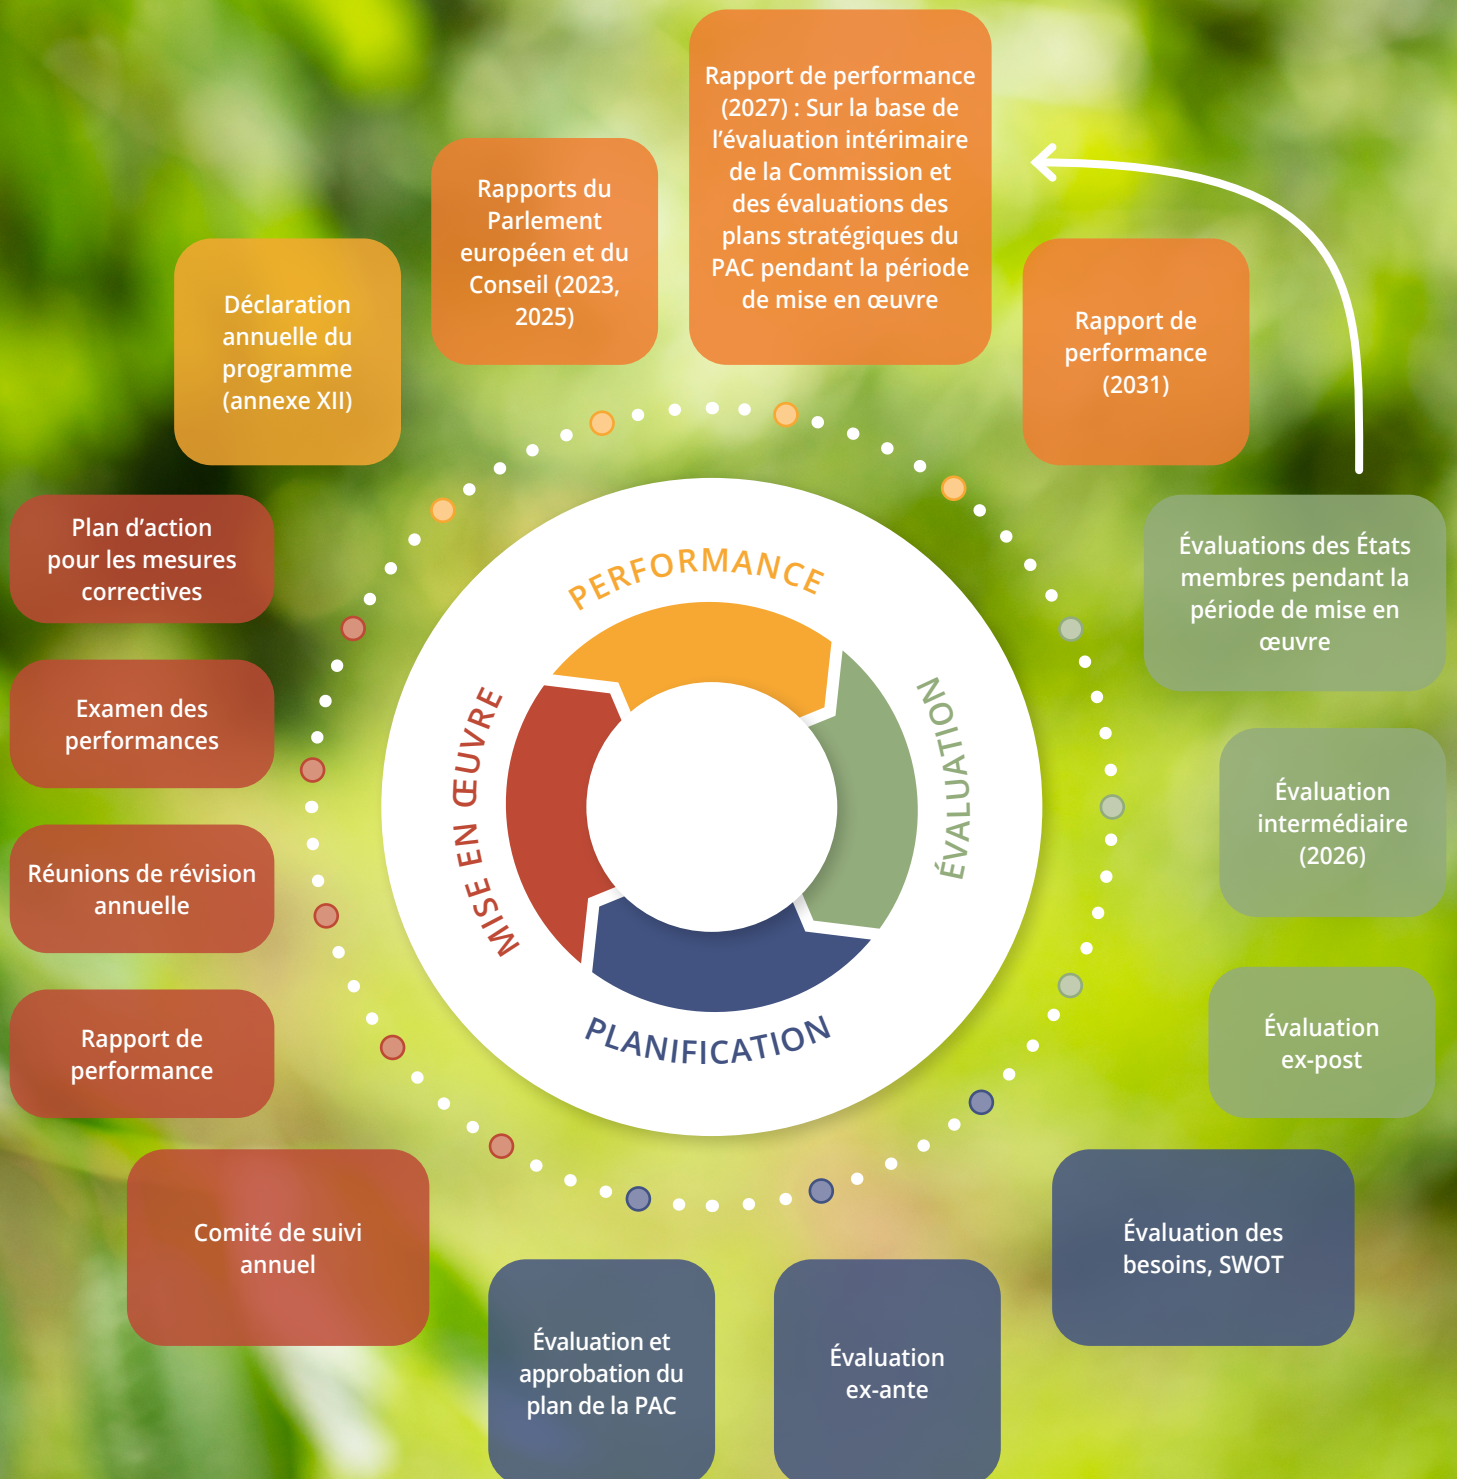 Rapport de performance
(2027) : Sur la base de
l’évaluation intérimaire
de la Commission et
des évaluations des
plans stratégiques du
PAC pendant la période
de mise en œuvre
Rapports du
Parlement
européen et du
Conseil (2023,
2025)
Déclaration
annuelle du
programme
(annexe XII)
Rapport de
performance
(2031)
Plan d’action
pour les mesures
correctives
Examen des
performances
Réunions de révision
annuelle
Rapport de
performance
Comité de suivi
annuel
PERFORMANCE
MISE EN ŒUVRE
ÉVALUATION
PLANIFICATION
Évaluations des États
membres pendant la
période de mise en
œuvre
Évaluation
intermédiaire
(2026)
Évaluation
ex-post
Évaluation des
besoins, SWOT
Évaluation
ex-ante
Évaluation et
approbation du
plan de la PAC